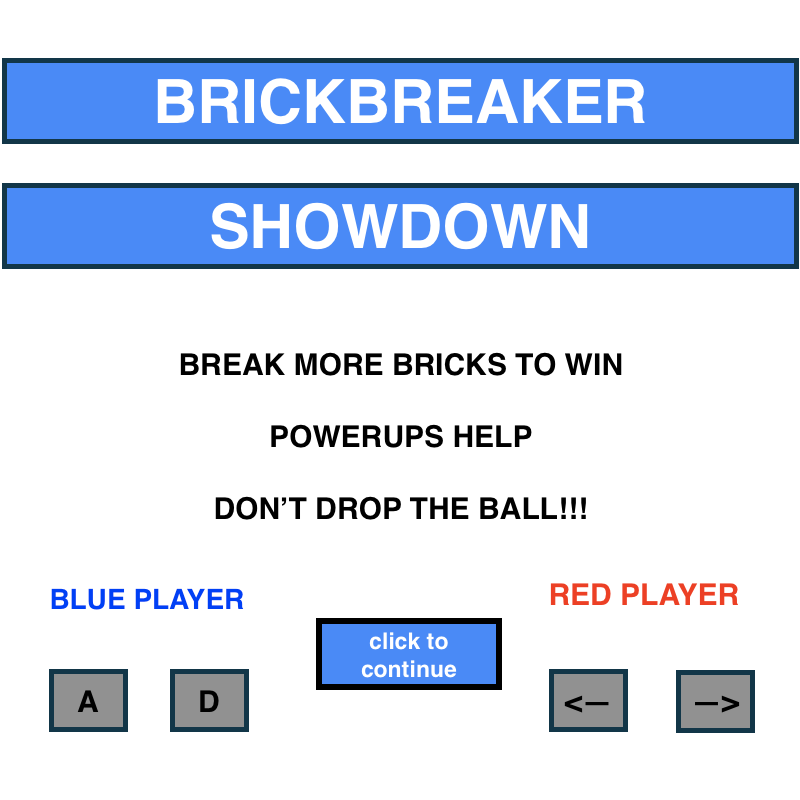 BRICKBREAKER
SHOWDOWN
BREAK MORE BRICKS TO WIN
POWERUPS HELP
DON’T DROP THE BALL!!!
BLUE PLAYER
RED PLAYER
click to
continue
A D
<— —>